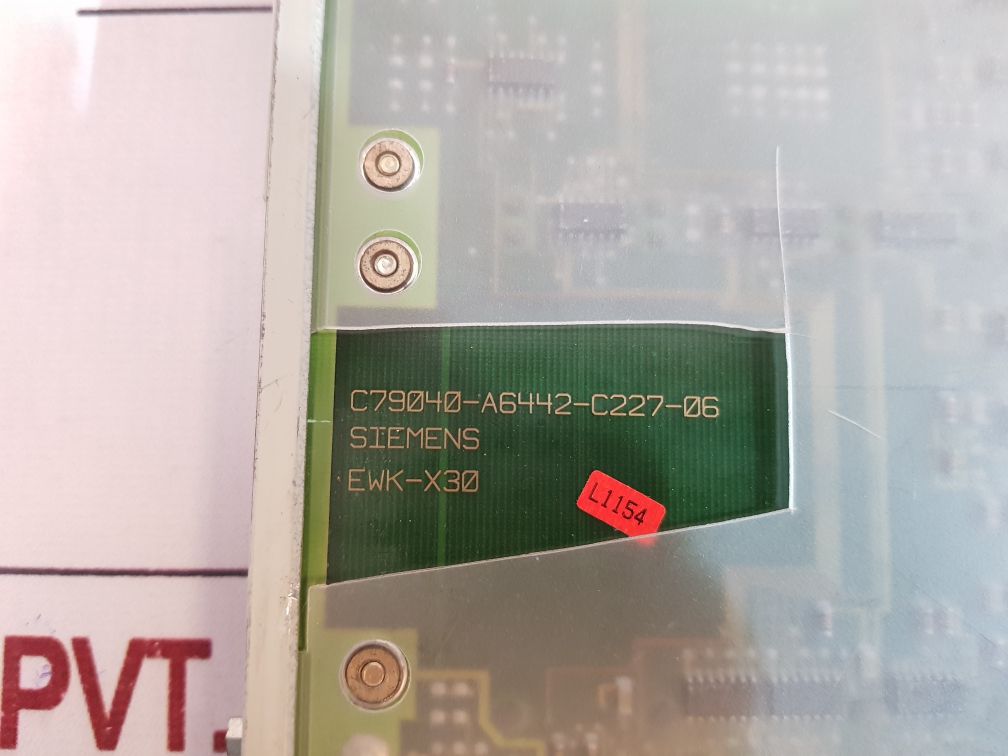 C79040-A6442-C227-06
SIEMENS
EWK-X30
L1154
PVT.